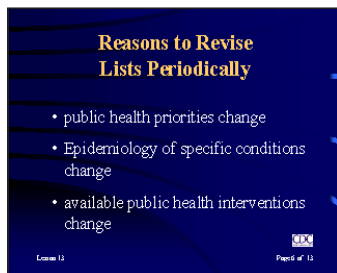 Reasons to Revise
Lists Periodically
• public health priorities change
• Epidemiology of specific conditions
change
• available public health interventions
change
CDC
Lesson 13
Page 6 of 13